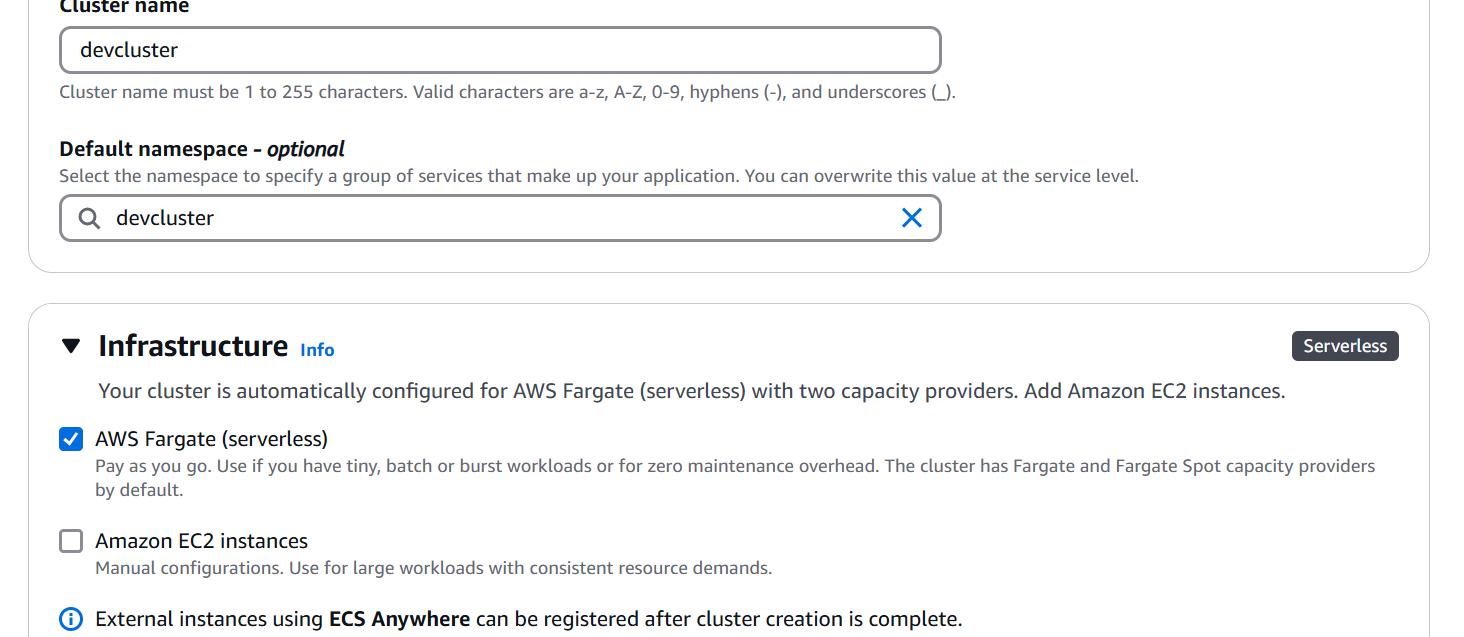 Cluster name
devcluster
Cluster name must be 1 to 255 characters. Valid characters are a-z, A-Z, 0-9, hyphens (-), and underscores (_).
Default namespace - optional
Select the namespace to specify a group of services that make up your application. You can overwrite this value at the service level.
devcluster
Infrastructure Info
Serverless
Your cluster is automatically configured for AWS Fargate (serverless) with two capacity providers. Add Amazon EC2 instances.
AWS Fargate (serverless)
Pay as you go. Use if you have tiny, batch or burst workloads or for zero maintenance overhead. The cluster has Fargate and Fargate Spot capacity providers
by default.
Amazon EC2 instances
Manual configurations. Use for large workloads with consistent resource demands.
External instances using ECS Anywhere can be registered after cluster creation is complete.